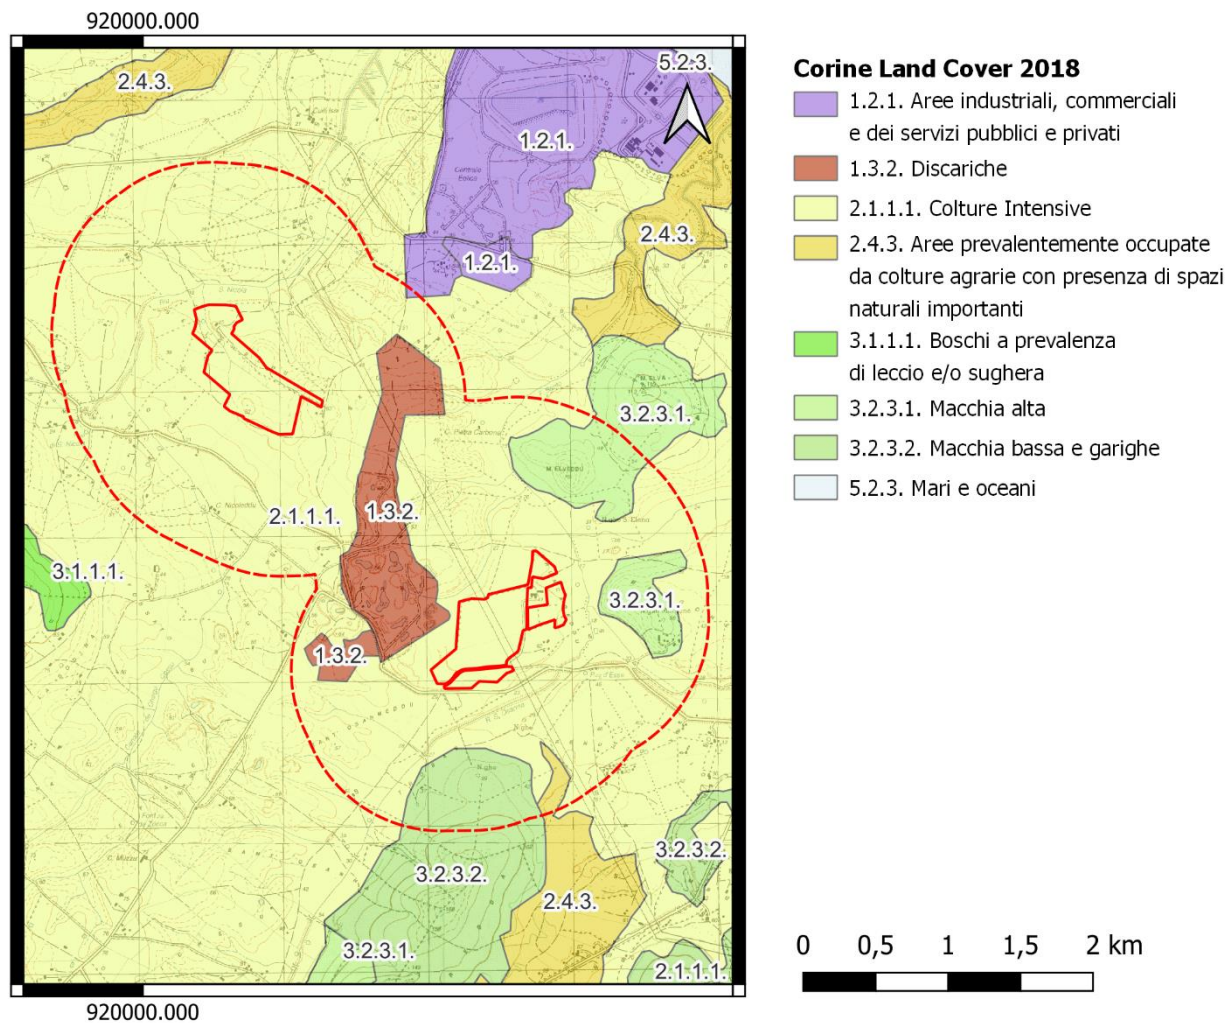 920000.000
5.2.3.
2.4.3.
1.2.1.
Corine Land Cover 2018
1.2.1. Aree industriali, commerciali
e dei servizi pubblici e privati
1.3.2. Discariche
2.1.1.1. Colture Intensive
2.4.3. Aree prevalentemente occupate
da colture agrarie con presenza di spazi
naturali importanti
3.1.1.1. Boschi a prevalenza
di leccio e/o sughera
3.2.3.1. Macchia alta
3.2.3.2. Macchia bassa e garighe
5.2.3. Mari e oceani
2.4.3.
1.2.1.
3.2.3.1.
2.1.1.1.
1.3.2.
3.1.1.1.
3.2.3.1.
1.3.2.
3.2.3.2.
3.2.3.2.
2.4.3.
3.2.3.1.
2.1.1.1.
0 0,5 1 1,5 2 km
920000.000